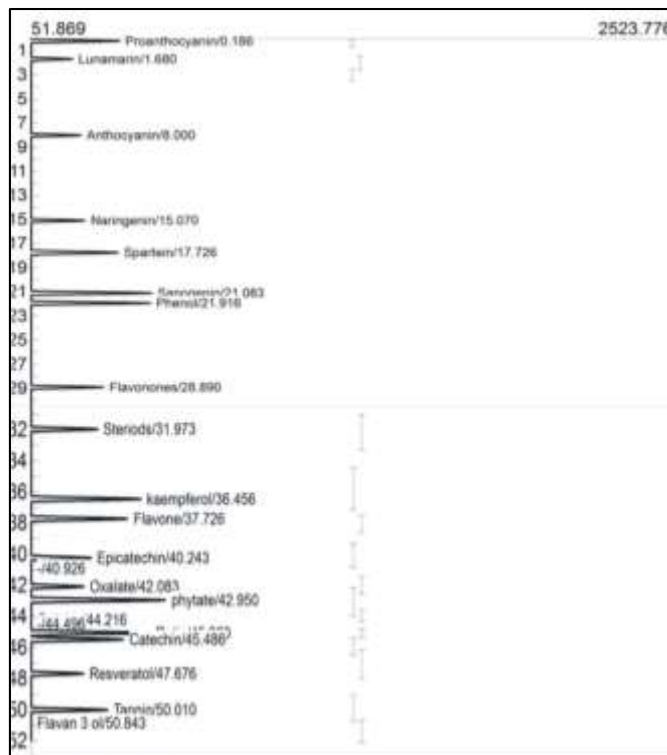 51.869 2523.776
Proanthocyanin/0.186
1
Lunamarin/1.680
3
5
7
Anthocyanin/8.000
9
11
13
15 Naringenin/15.070
17
Spartein/17.726
19
21 Sapogenin/21.083
Phenol/21.916
23
25
27
29 Flavonones/28.890
32 Steriods/31.973
34
36 kaempferol/36.456
38 Flavone/37.726
40 Epicatechin/40.243
-/40.926
42 Oxalate/42.083
phytate/42.950
44 /44.216
/44.496
46 Catechin/45.486
48 Resveratol/47.676
50 Tannin/50.010
Flavan 3 ol/50.843
52